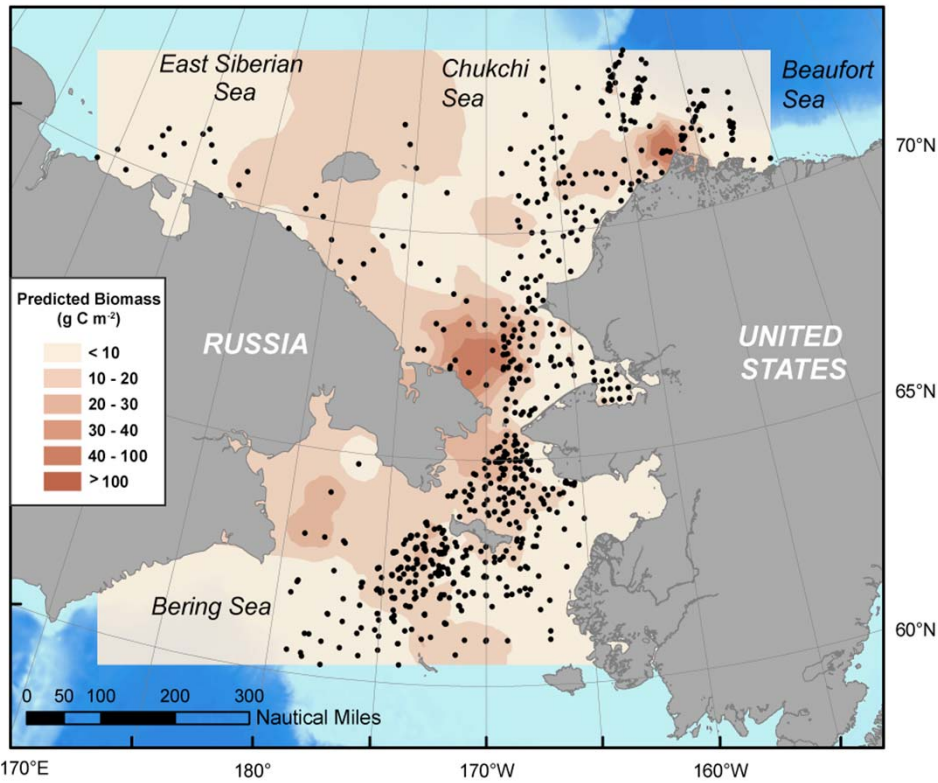 East Siberian
Sea
Chukchi
Sea
Beaufort
Sea
70°N
Predicted Biomass
(g C m-2)
< 10
10 - 20
20 - 30
30 - 40
40 - 100
> 100
RUSSIA
UNITED
STATES
65°N
Bering Sea
60°N
0 50 100 200 300
Nautical Miles
170°E 180° 170°W 160°W